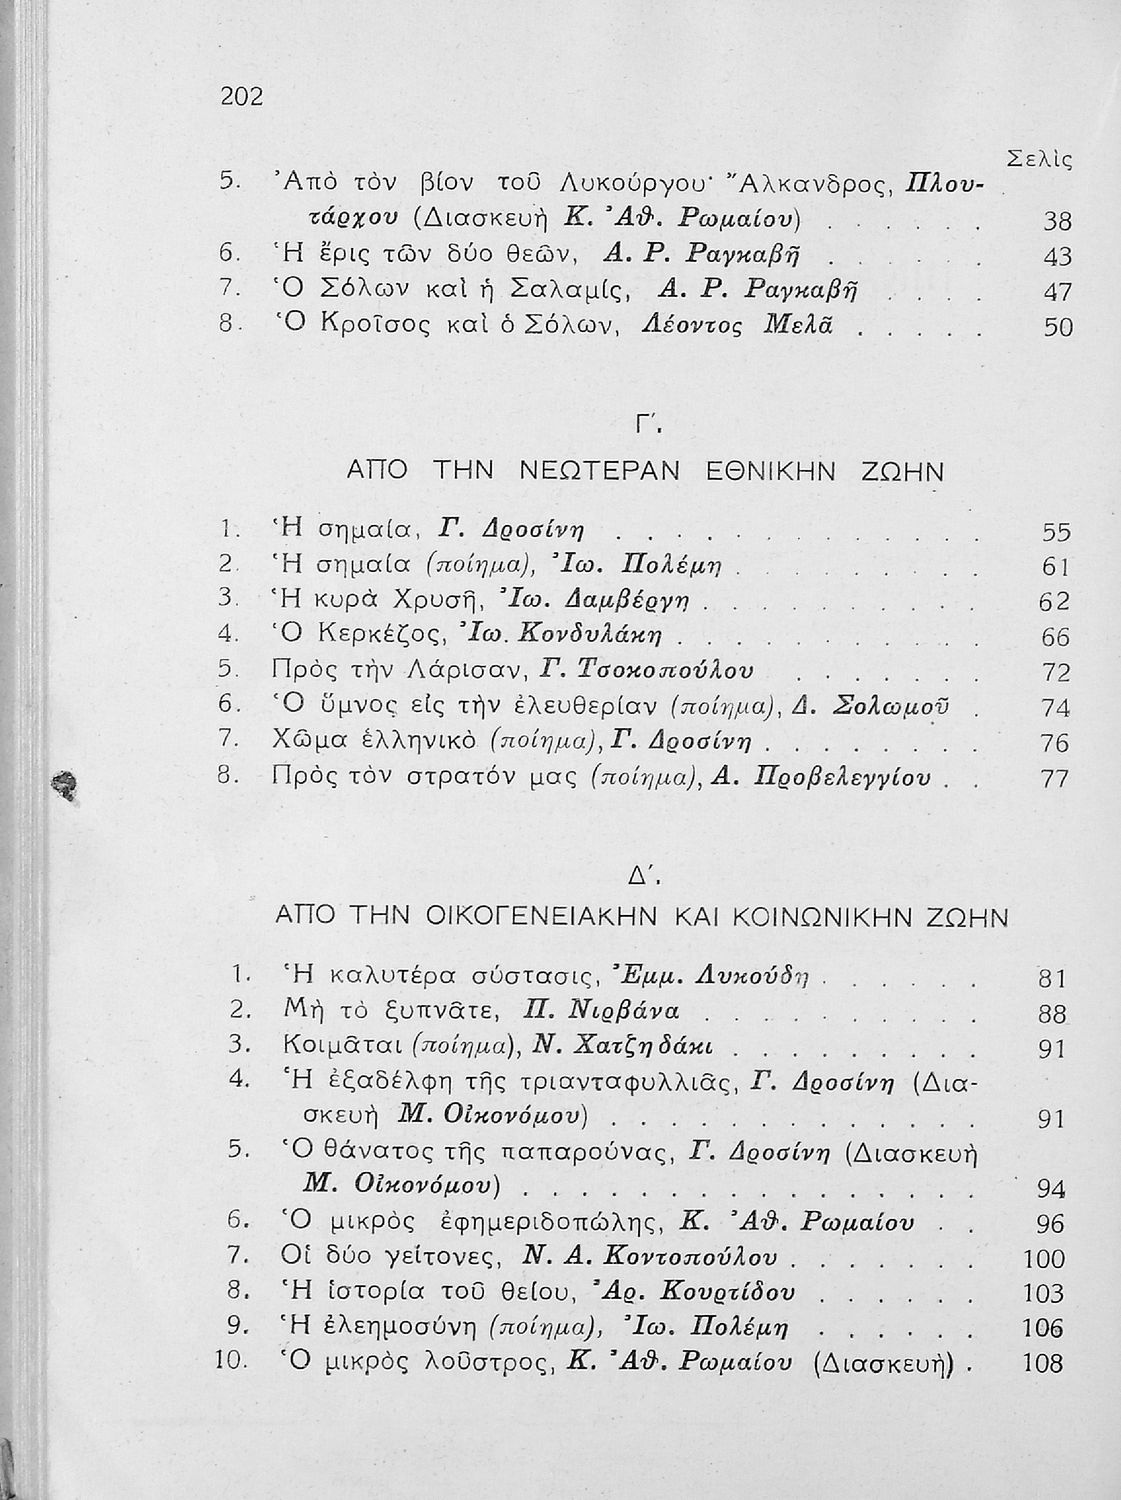 202
Σελὶς
5. Ἀπὸ τὸν βίον τοῦ Λυκούργου· Ἄλκανδρος, Πλου-
τάρχου (Διασκευὴ Κ. Ἀθ. Ρωμαίου) . . . . . . 38
6. Ἡ ἔρις τῶν δύο θεῶν, Α. Ρ. Ραγκαβῆ . . . . . . 43
7. Ὁ Σόλων καὶ ἡ Σαλαμίς, Α. Ρ. Ραγκαβῆ . . . . 47
8. Ὁ Κροῖσος καὶ ὁ Σόλων, Λέοντος Μελᾶ . . . . . 50
Γ΄.
ΑΠΟ ΤΗΝ ΝΕΩΤΕΡΑΝ ΕΘΝΙΚΗΝ ΖΩΗΝ
1. Ἡ σημαία, Γ. Δροσίνη . . . . . . . . . . . . . 55
2. Ἡ σημαία (ποίημα), Ἰω. Πολέμη . . . . . . . . . 61
3. Ἡ κυρὰ Χρυσῆ, Ἰω. Δαμβέργη . . . . . . . . . . 62
4. Ὁ Κερκέζος, Ἰω. Κονδυλάκη . . . . . . . . . . . 66
5. Πρὸς τὴν Λάρισαν, Γ. Τσοκοπούλου . . . . . . . 72
6. Ὁ ὕμνος εἰς τὴν ἐλευθερίαν (ποίημα), Δ. Σολωμοῦ . 74
7. Χῶμα ἑλληνικὸ (ποίημα), Γ. Δροσίνη . . . . . . . . 76
8. Πρὸς τὸν στρατόν μας (ποίημα), Α. Προβελεγγίου . . 77
Δ΄.
ΑΠΟ ΤΗΝ ΟΙΚΟΓΕΝΕΙΑΚΗΝ ΚΑΙ ΚΟΙΝΩΝΙΚΗΝ ΖΩΗΝ
1. Ἡ καλυτέρα σύστασις, Ἐμμ. Λυκούδη . . . . . . 81
2. Μὴ τὸ ξυπνᾶτε, Π. Νιρβάνα . . . . . . . . . . 88
3. Κοιμᾶται (ποίημα), Ν. Χατζηδάκι . . . . . . . . . 91
4. Ἡ ἐξαδέλφη τῆς τριανταφυλλιᾶς, Γ. Δροσίνη (Δια-
σκευὴ Μ. Οἰκονόμου) . . . . . . . . . . . . . 91
5. Ὁ θάνατος τῆς παπαρούνας, Γ. Δροσίνη (Διασκευὴ
Μ. Οἰκονόμου) . . . . . . . . . . . . . . . . 94
6. Ὁ μικρὸς ἐφημεριδοπώλης, Κ. Ἀθ. Ρωμαίου . . 96
7. Οἱ δύο γείτονες, Ν. Α. Κοντοπούλου . . . . . . . 100
8. Ἡ ἱστορία τοῦ θείου, Ἀρ. Κουρτίδου . . . . . . 103
9. Ἡ ἐλεημοσύνη (ποίημα), Ἰω. Πολέμη . . . . . . 106
10. Ὁ μικρὸς λοῦστρος, Κ. Ἀθ. Ρωμαίου (Διασκευὴ) . 108